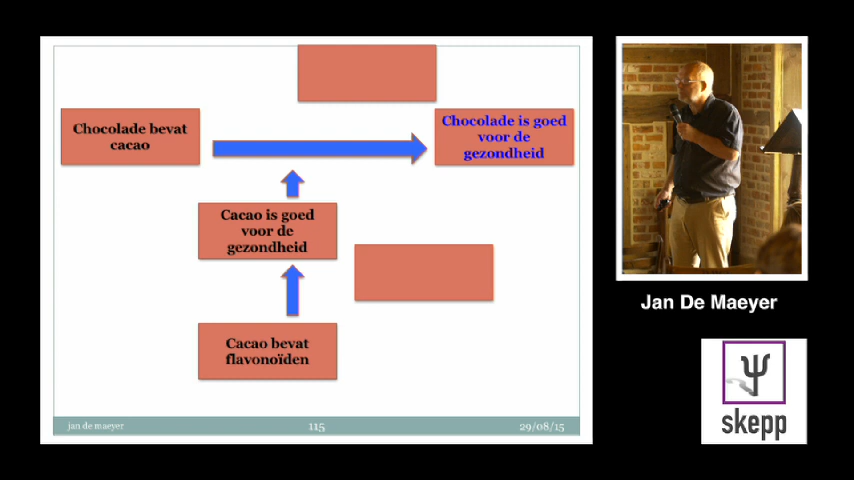 Chocolade bevat
cacao
Chocolade is goed
voor de
gezondheid
Cacao is goed
voor de
gezondheid
Cacao bevat
flavonoïden
jan de maeyer
115
29/08/15
Jan De Maeyer
skepp